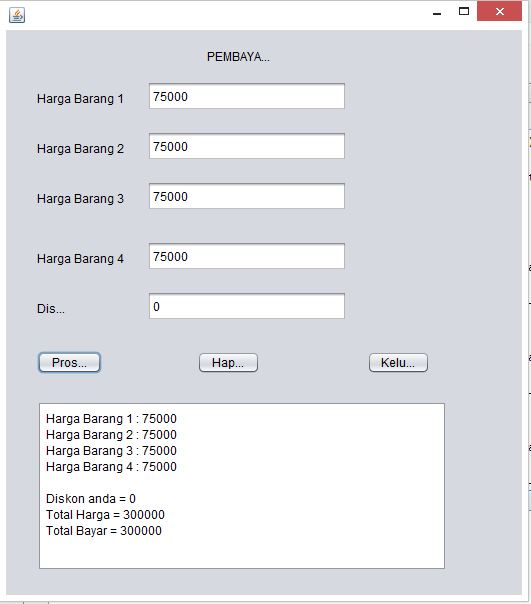 PEMBAYA...
Harga Barang 1 75000
Harga Barang 2 75000
Harga Barang 3 75000
Harga Barang 4 75000
Dis... 0
Pros... Hap... Kelu...
Harga Barang 1 : 75000
Harga Barang 2 : 75000
Harga Barang 3 : 75000
Harga Barang 4 : 75000
Diskon anda = 0
Total Harga = 300000
Total Bayar = 300000